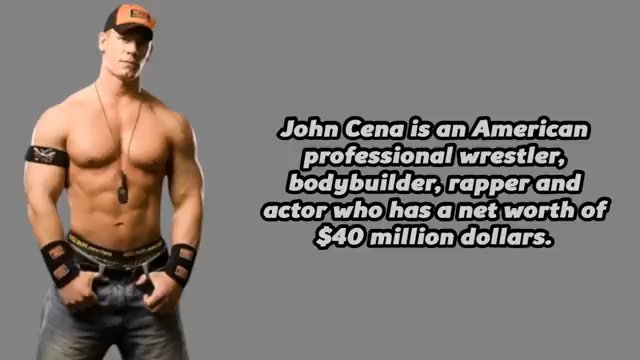 John Cena is an American
professional wrestler,
bodybuilder, rapper and
actor who has a net worth of
$40 million dollars.